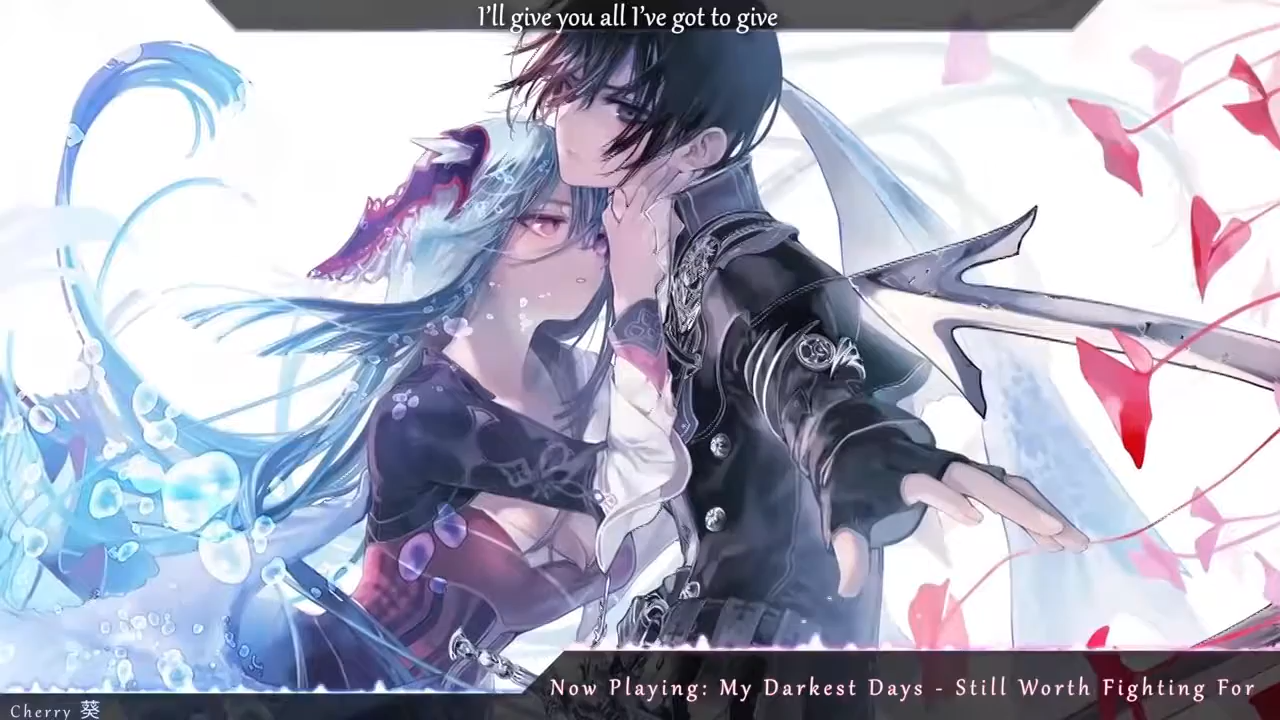 I'll give you all I've got to give
Now Playing: My Darkest Days - Still Worth Fighting For
Cherry 葵